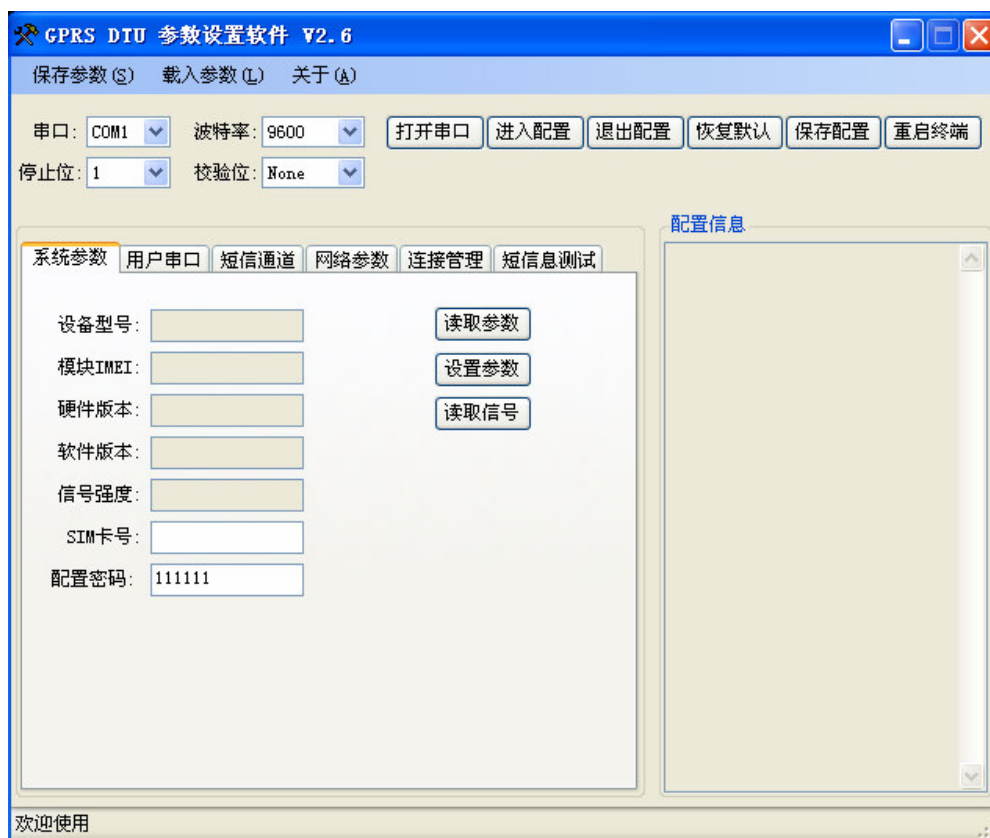 GPRS DTU 参数设置软件 V2.6
保存参数(S) 载入参数(L) 关于(A)
串口: COM1 波特率: 9600 打开串口 进入配置 退出配置 恢复默认 保存配置 重启终端
停止位: 1 校验位: None
配置信息
系统参数 用户串口 短信通道 网络参数 连接管理 短信息测试
设备型号: 读取参数
模块IMEI: 设置参数
硬件版本: 读取信号
软件版本:
信号强度:
SIM卡号:
配置密码: 111111
欢迎使用